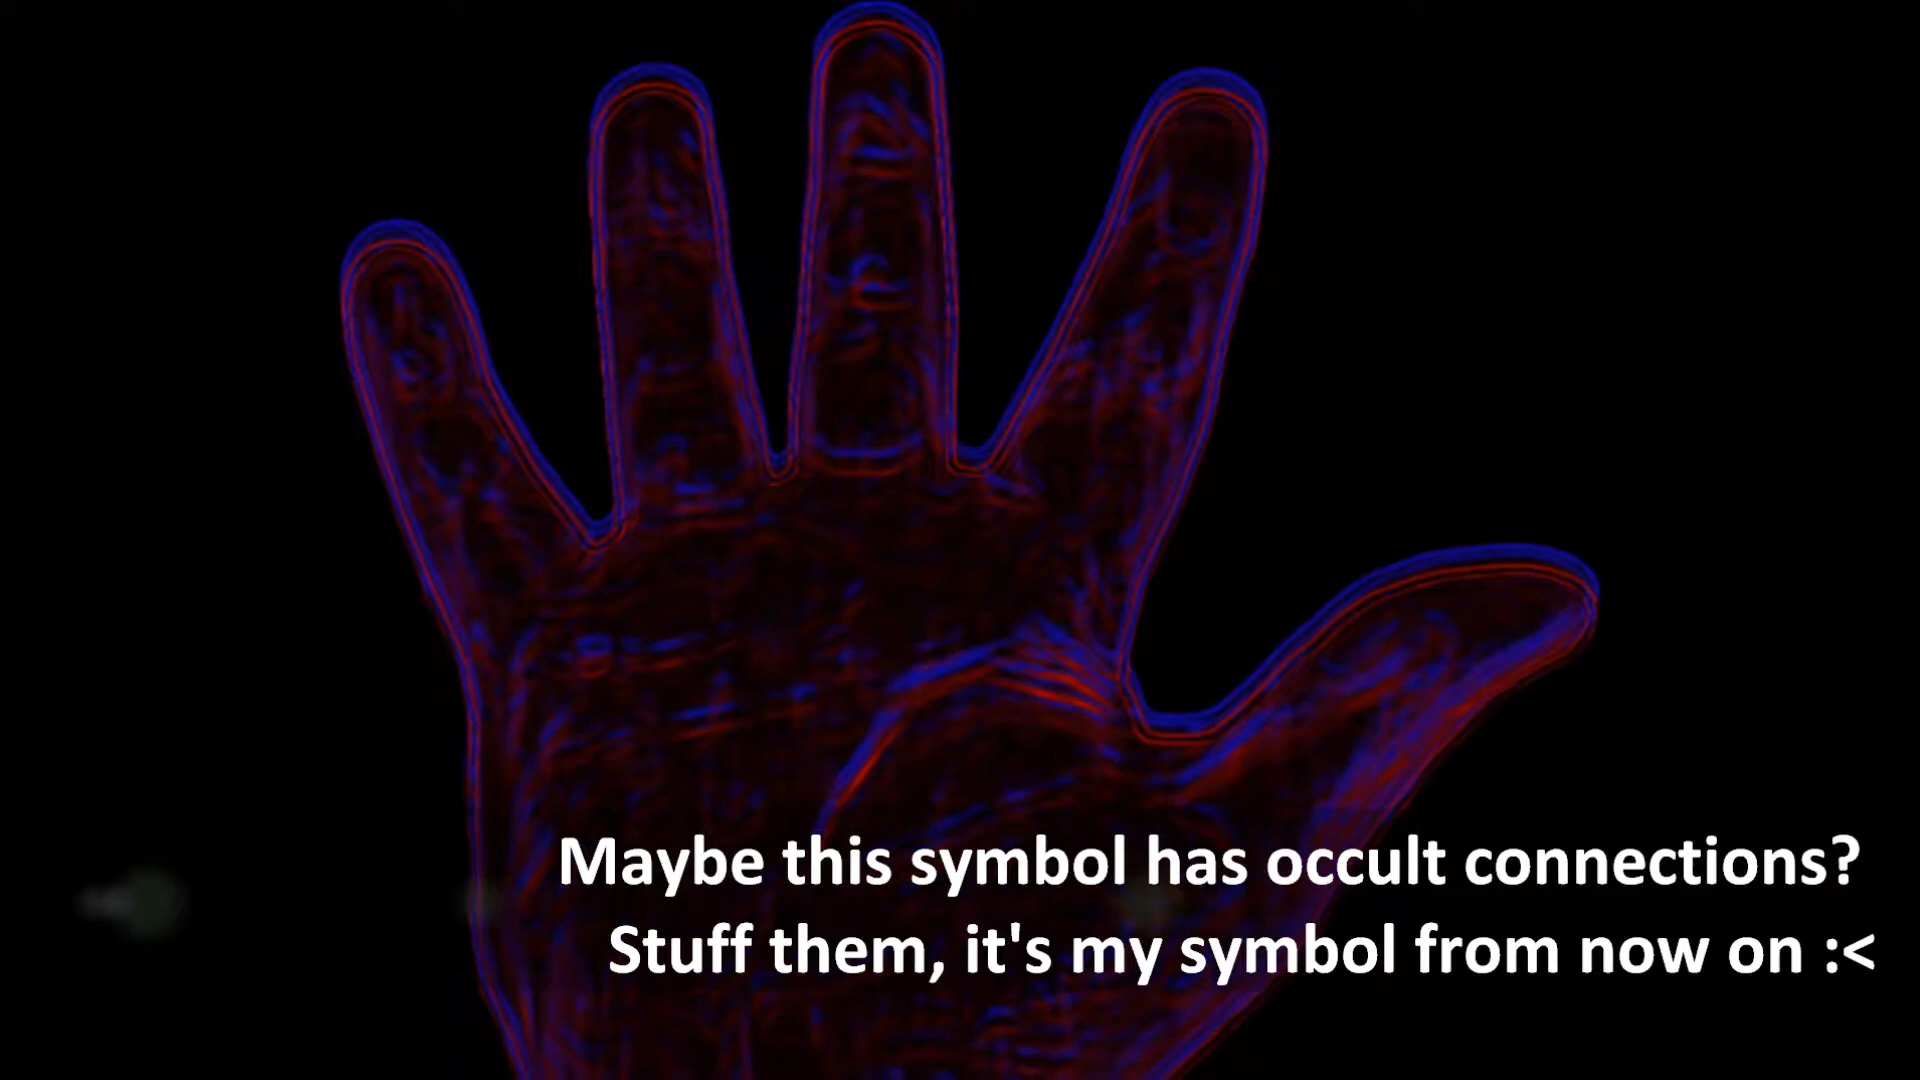 Maybe this symbol has occult connections?
Stuff them, it's my symbol from now on :<